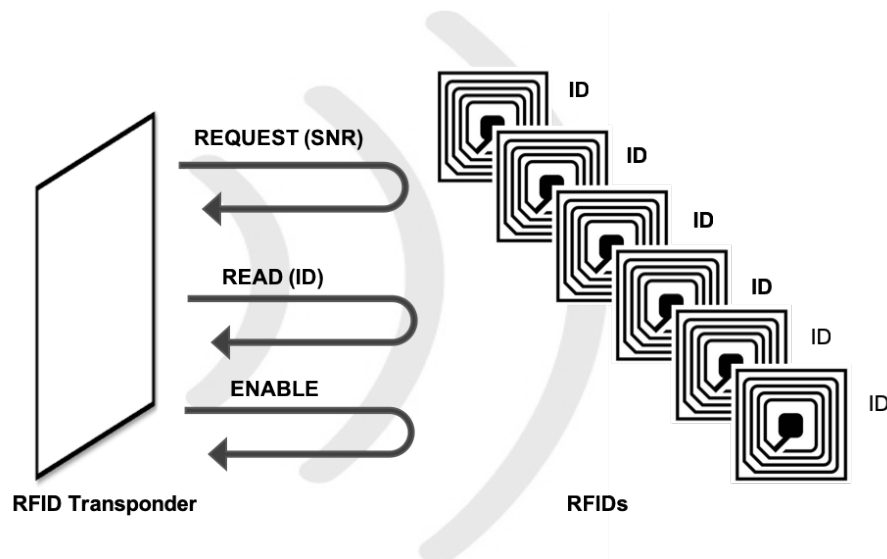 ID
REQUEST (SNR)
ID
ID
READ (ID)
ID
ID
ENABLE
ID
RFID Transponder
RFIDs